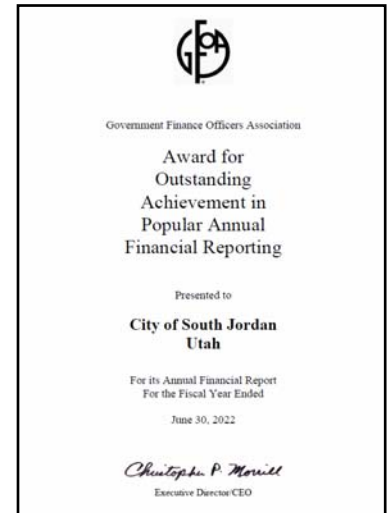 GFOA
Government Finance Officers Association
Award for
Outstanding
Achievement in
Popular Annual
Financial Reporting
Presented to
City of South Jordan
Utah
For its Annual Financial Report
For the Fiscal Year Ended
June 30, 2022
Christopher P. Morrill
Executive Director/CEO